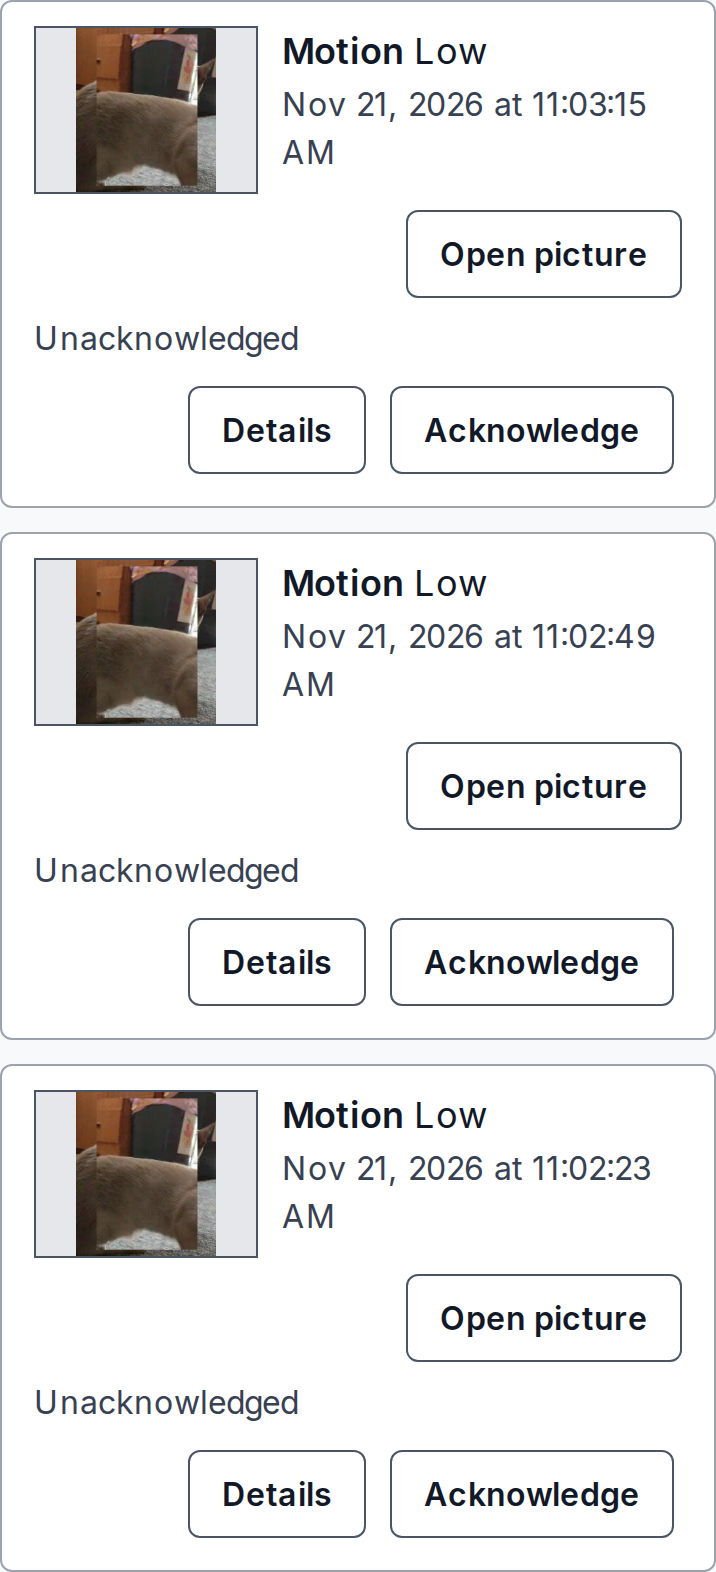 Motion Low
Nov 21, 2026 at 11:03:15
AM
Open picture
Unacknowledged
Details Acknowledge
Motion Low
Nov 21, 2026 at 11:02:49
AM
Open picture
Unacknowledged
Details Acknowledge
Motion Low
Nov 21, 2026 at 11:02:23
AM
Open picture
Unacknowledged
Details Acknowledge